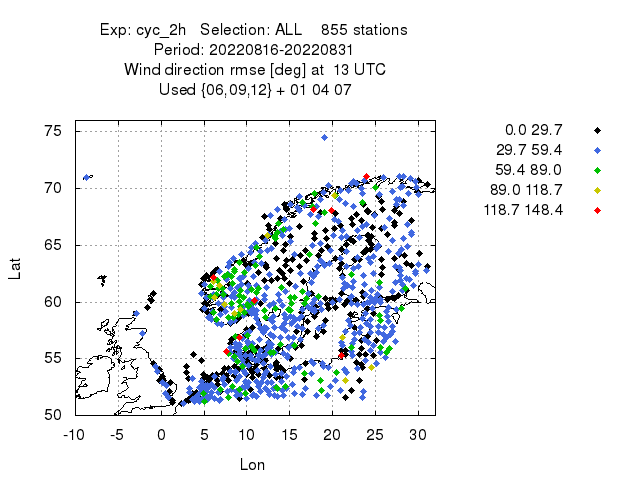 Exp: cyc_2h   Selection: ALL    855 stations
Period: 20220816-20220831
Wind direction rmse [deg] at  13 UTC
Used {06,09,12} + 01 04 07
0.0 29.7
29.7 59.4
59.4 89.0
89.0 118.7
118.7 148.4
75
70
65
60
55
50
Lat
-10 -5 0 5 10 15 20 25 30
Lon